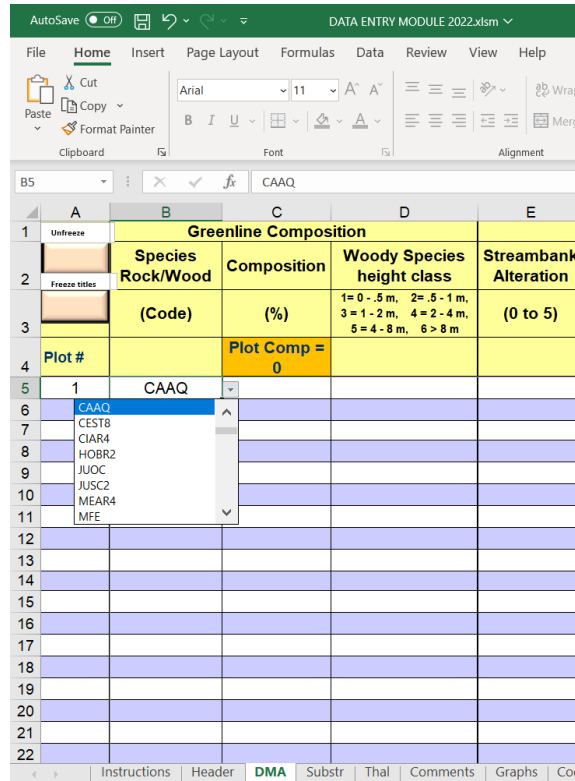 AutoSave Off DATA ENTRY MODULE 2022.xlsm
File Home Insert Page Layout Formulas Data Review View Help
Paste
Cut
Copy
Format Painter
Clipboard
Arial 11 A^ A˅
B I U A
Font
ab Wrap
Merg
Alignment
B5 fx CAAQ
A B C D E
1 Unfreeze Greenline Composition
2 Freeze titles Species Rock/Wood Composition Woody Species height class Streambank Alteration
3 (Code) (%) 1= 0 - .5 m, 2= .5 - 1 m, 3 = 1 - 2 m, 4 = 2 - 4 m, 5 = 4 - 8 m, 6 > 8 m (0 to 5)
4 Plot # Plot Comp = 0
5 1 CAAQ
6 CAAQ
7 CEST8
8 CIAR4
HOBR2
9 JUOC
10 JUSC2
MEAR4
11 MFE
12
13
14
15
16
17
18
19
20
21
22
Instructions Header DMA Substr Thal Comments Graphs Co